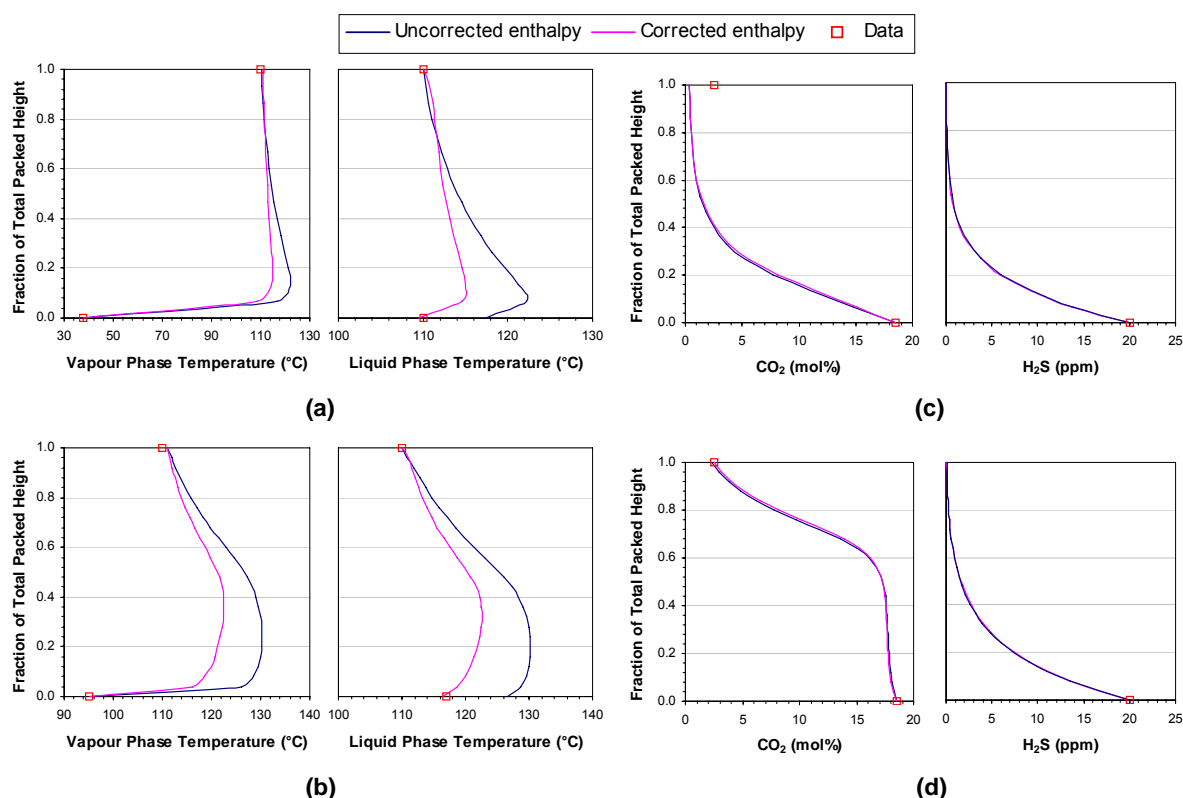 Uncorrected enthalpy Corrected enthalpy Data
Fraction of Total Packed Height
1.0
0.8
0.6
0.4
0.2
0.0
30 50 70 90 110 130
Vapour Phase Temperature (°C)
100 110 120 130
Liquid Phase Temperature (°C)
(a)
Fraction of Total Packed Height
1.0
0.8
0.6
0.4
0.2
0.0
0 5 10 15 20
CO₂ (mol%)
0 5 10 15 20 25
H₂S (ppm)
(c)
Fraction of Total Packed Height
1.0
0.8
0.6
0.4
0.2
0.0
90 100 110 120 130 140
Vapour Phase Temperature (°C)
100 110 120 130 140
Liquid Phase Temperature (°C)
(b)
Fraction of Total Packed Height
1.0
0.8
0.6
0.4
0.2
0.0
0 5 10 15 20
CO₂ (mol%)
0 5 10 15 20 25
H₂S (ppm)
(d)